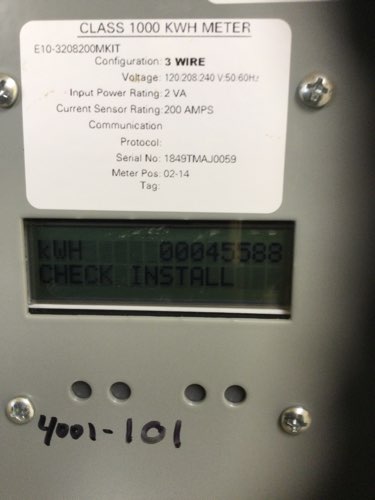 CLASS 1000 KWH METER
E10-3208200MKIT
Configuration: 3 WIRE
Voltage: 120:208:240 V:50:60Hz
Input Power Rating: 2 VA
Current Sensor Rating: 200 AMPS
Communication
Protocol:
Serial No: 1849TMAJ0059
Meter Pos: 02-14
Tag:
kWH 00045588
CHECK INSTALL
4001-101